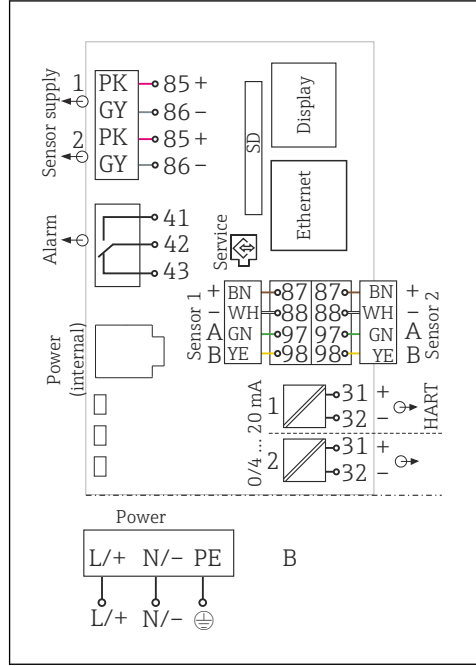 Sensor supply
1 PK 85 +
GY 86 –
2 PK 85 +
GY 86 –
Display
SD
Ethernet
Alarm
41
42
43
Service
Sensor 1
+ BN 87 87 BN +
– WH 88 88 WH –
A GN 97 97 GN A
B YE 98 98 YE B
Sensor 2
Power
(internal)
0/4 ... 20 mA
1 31 +
32 –
HART
2 31 +
32 –
Power
L/+ N/– PE
B
L/+ N/–